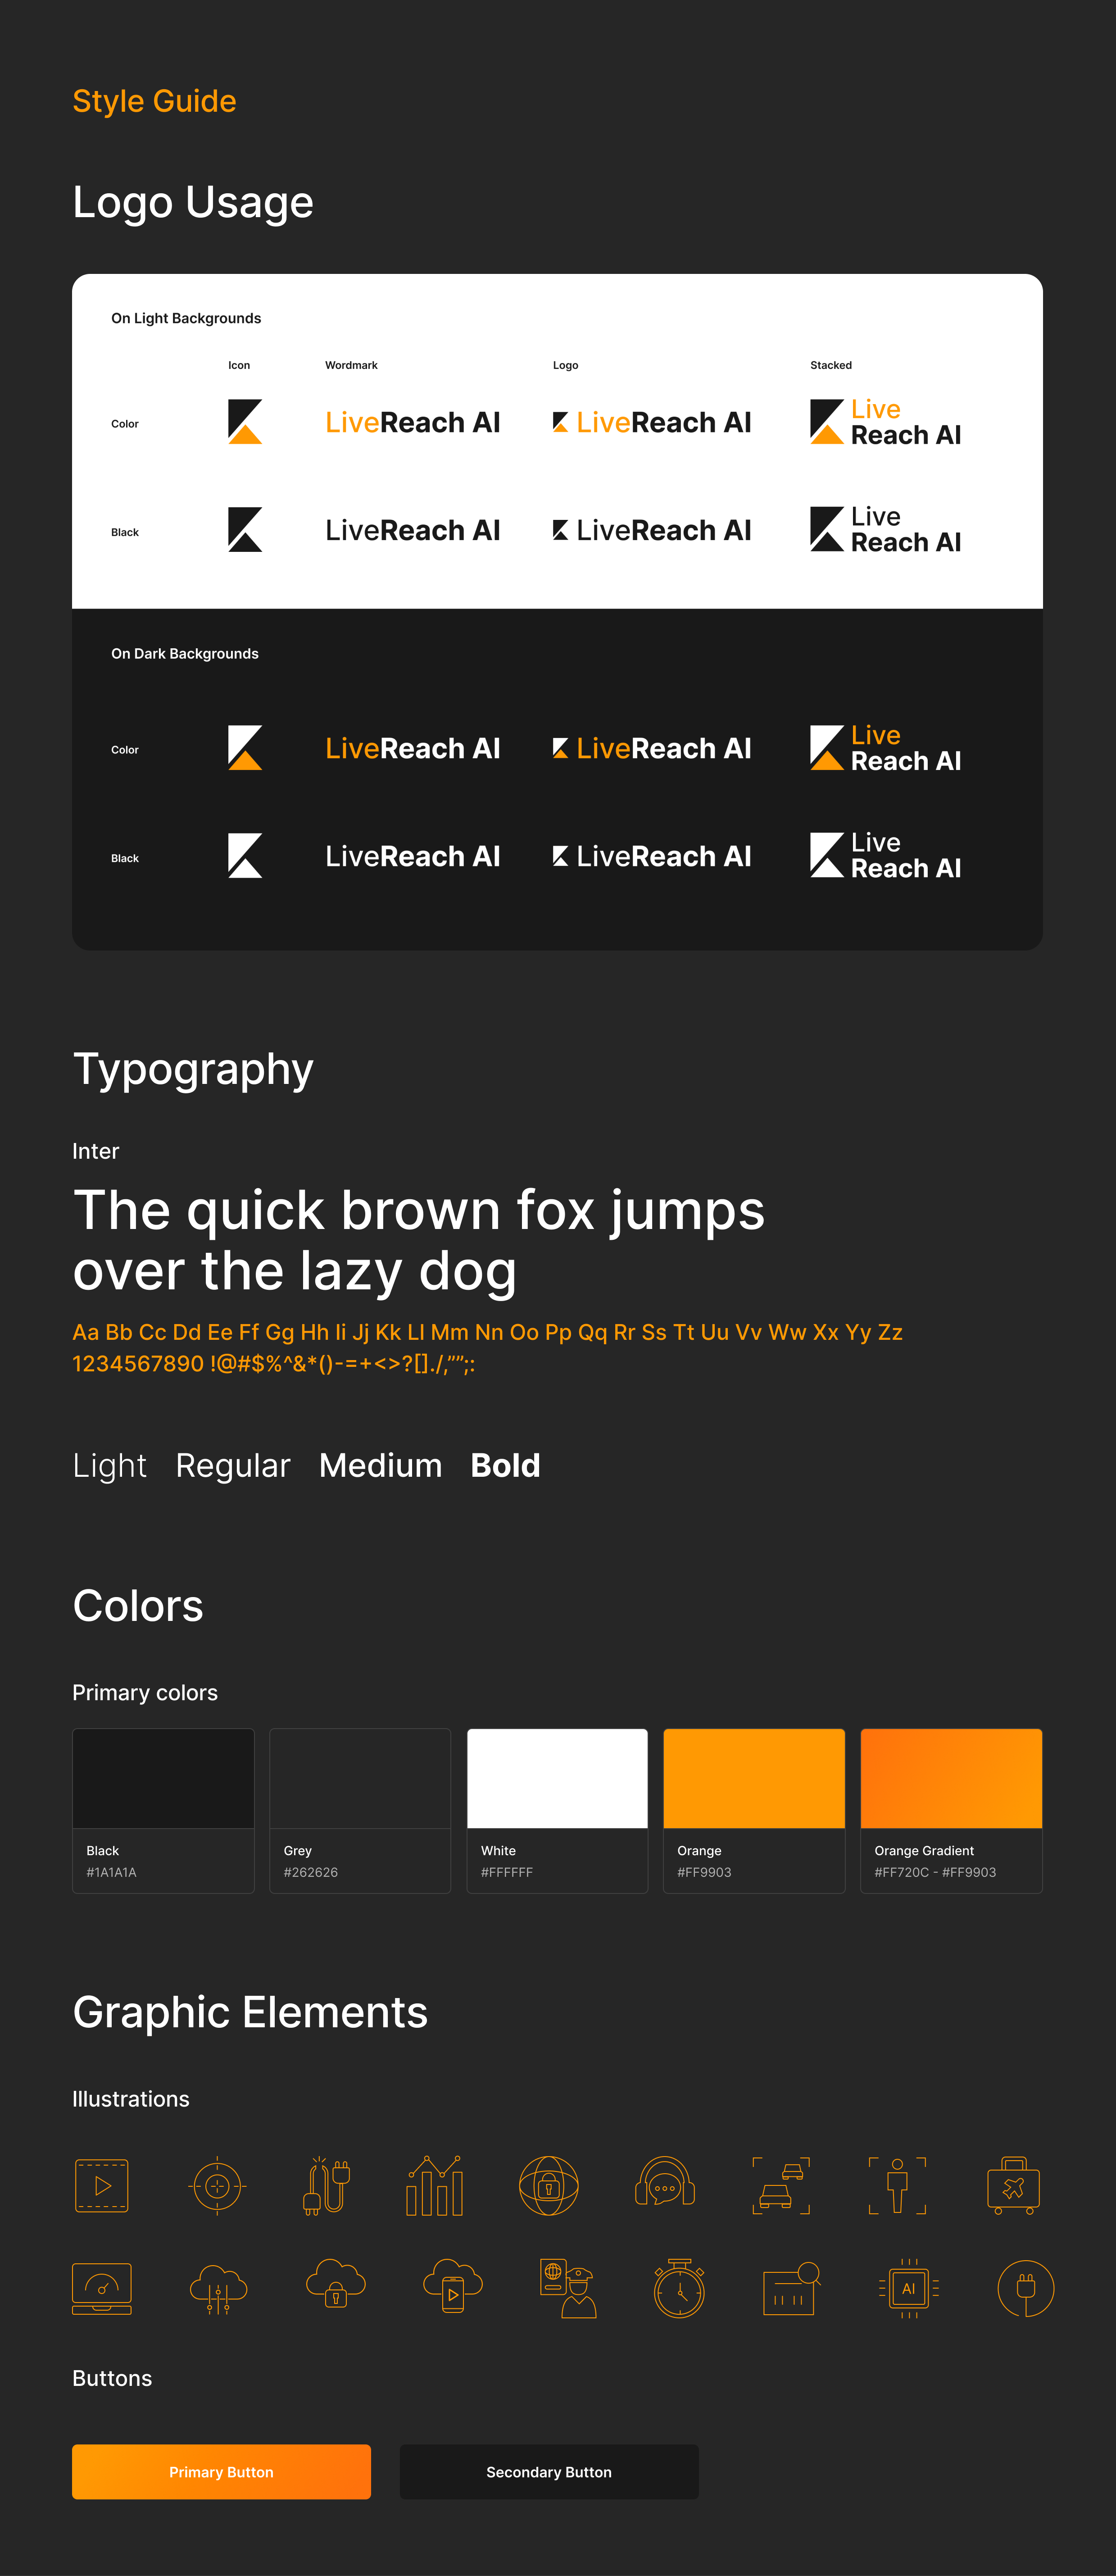 Style Guide
Logo Usage
On Light Backgrounds
Icon Wordmark Logo Stacked
Color
LiveReach AI
LiveReach AI
Live
Reach AI
Black
LiveReach AI
LiveReach AI
Live
Reach AI
On Dark Backgrounds
Color
LiveReach AI
LiveReach AI
Live
Reach AI
Black
LiveReach AI
LiveReach AI
Live
Reach AI
Typography
Inter
The quick brown fox jumps
over the lazy dog
Aa Bb Cc Dd Ee Ff Gg Hh Ii Jj Kk Ll Mm Nn Oo Pp Qq Rr Ss Tt Uu Vv Ww Xx Yy Zz
1234567890 !@#$%^&*()-=+<>?[]./,””;:
Light Regular Medium Bold
Colors
Primary colors
Black
#1A1A1A
Grey
#262626
White
#FFFFFF
Orange
#FF9903
Orange Gradient
#FF720C - #FF9903
Graphic Elements
Illustrations
AI
Buttons
Primary Button
Secondary Button